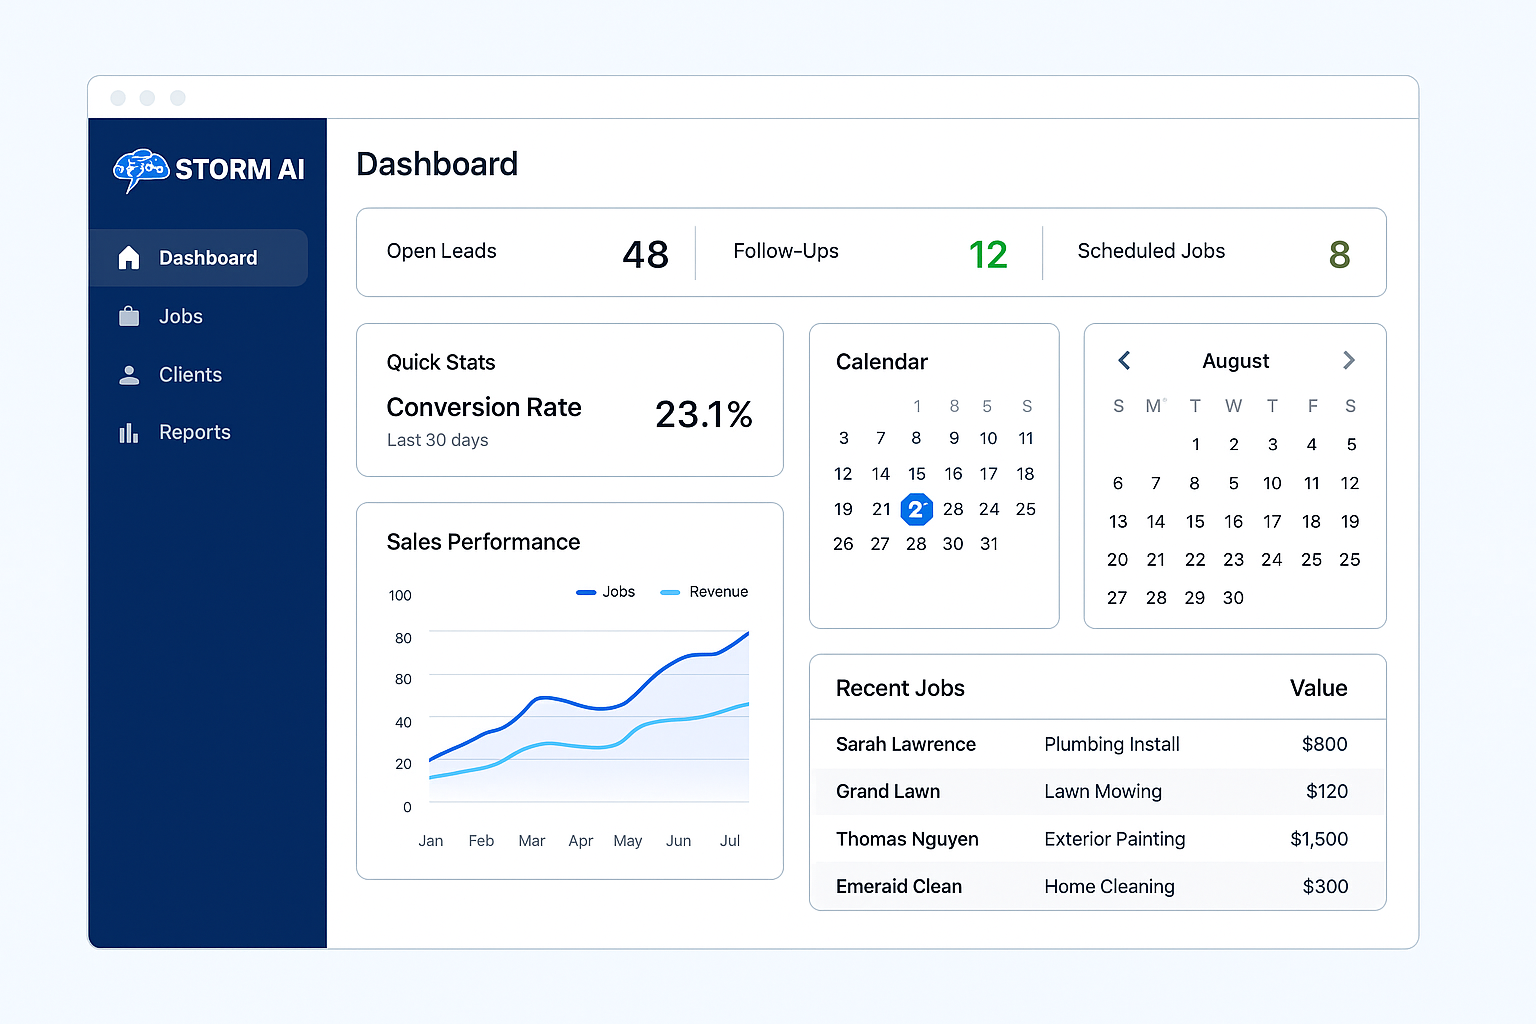 STORM AI
Dashboard
Jobs
Clients
Reports
Dashboard
Open Leads 48 Follow-Ups 12 Scheduled Jobs 8
Quick Stats
Conversion Rate 23.1%
Last 30 days
Sales Performance
Jobs Revenue
100
80
80
40
20
0
Jan Feb Mar Apr May Jun Jul
Calendar
1 8 5 S
3 7 8 9 10 11
12 14 15 16 17 18
19 21 2 28 24 25
26 27 28 30 31
August
S M T W T F S
1 2 3 4 5
6 7 8 5 10 11 12
13 14 15 16 17 18 19
20 21 22 23 24 25 25
27 28 29 30
Recent Jobs Value
Sarah Lawrence Plumbing Install $800
Grand Lawn Lawn Mowing $120
Thomas Nguyen Exterior Painting $1,500
Emeraid Clean Home Cleaning $300